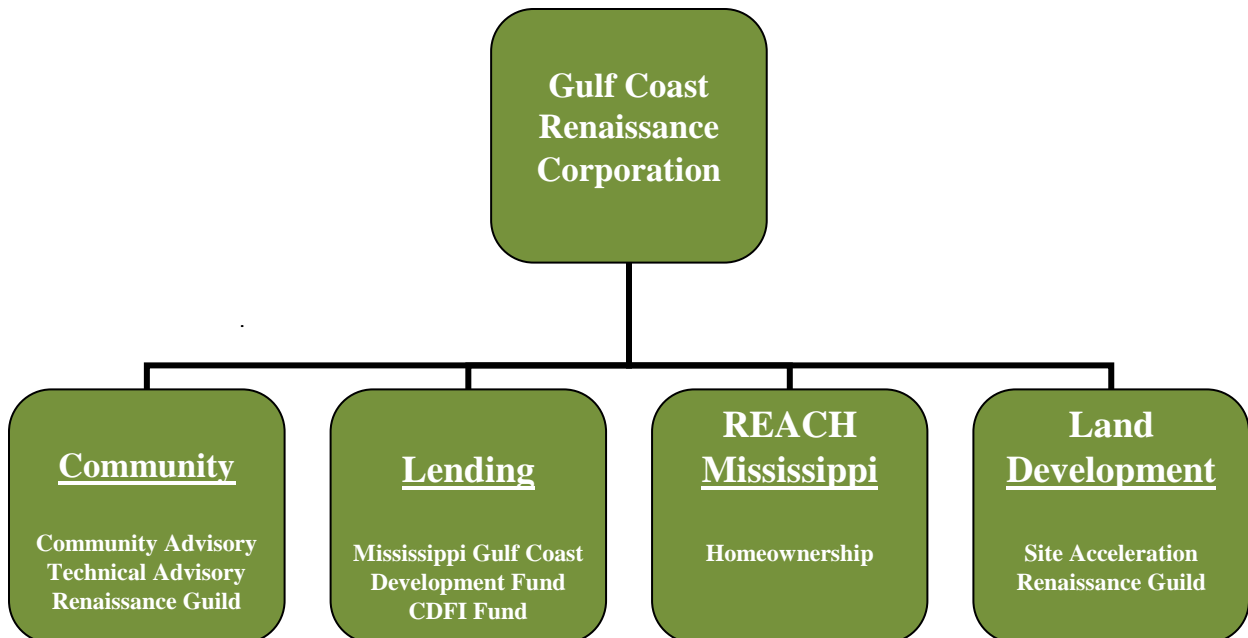 Gulf Coast
Renaissance
Corporation
.
Community
Community Advisory
Technical Advisory
Renaissance Guild
Lending
Mississippi Gulf Coast
Development Fund
CDFI Fund
REACH
Mississippi
Homeownership
Land
Development
Site Acceleration
Renaissance Guild